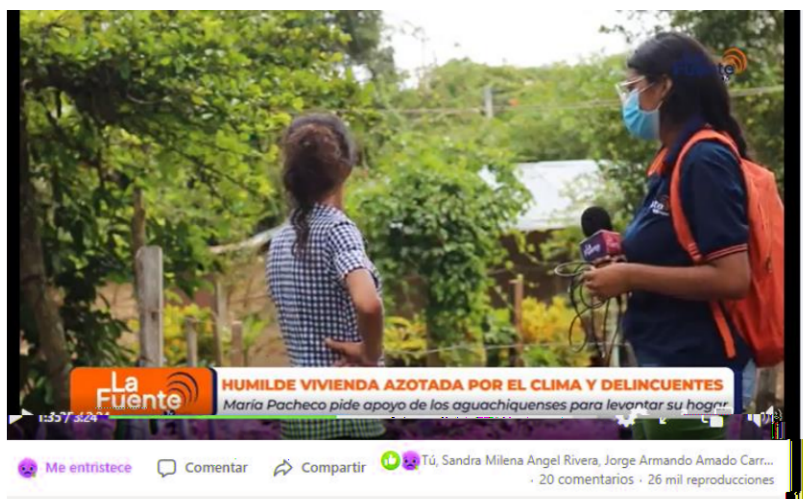 La
Fuente
HUMILDE VIVIENDA AZOTADA POR EL CLIMA Y DELINCUENTES
María Pacheco pide apoyo de los aguachiquenses para levantar su hogar
/ 3:24
Me entristece
Comentar
Compartir
Tú, Sandra Milena Angel Rivera, Jorge Armando Amado Carr...
· 20 comentarios · 26 mil reproducciones